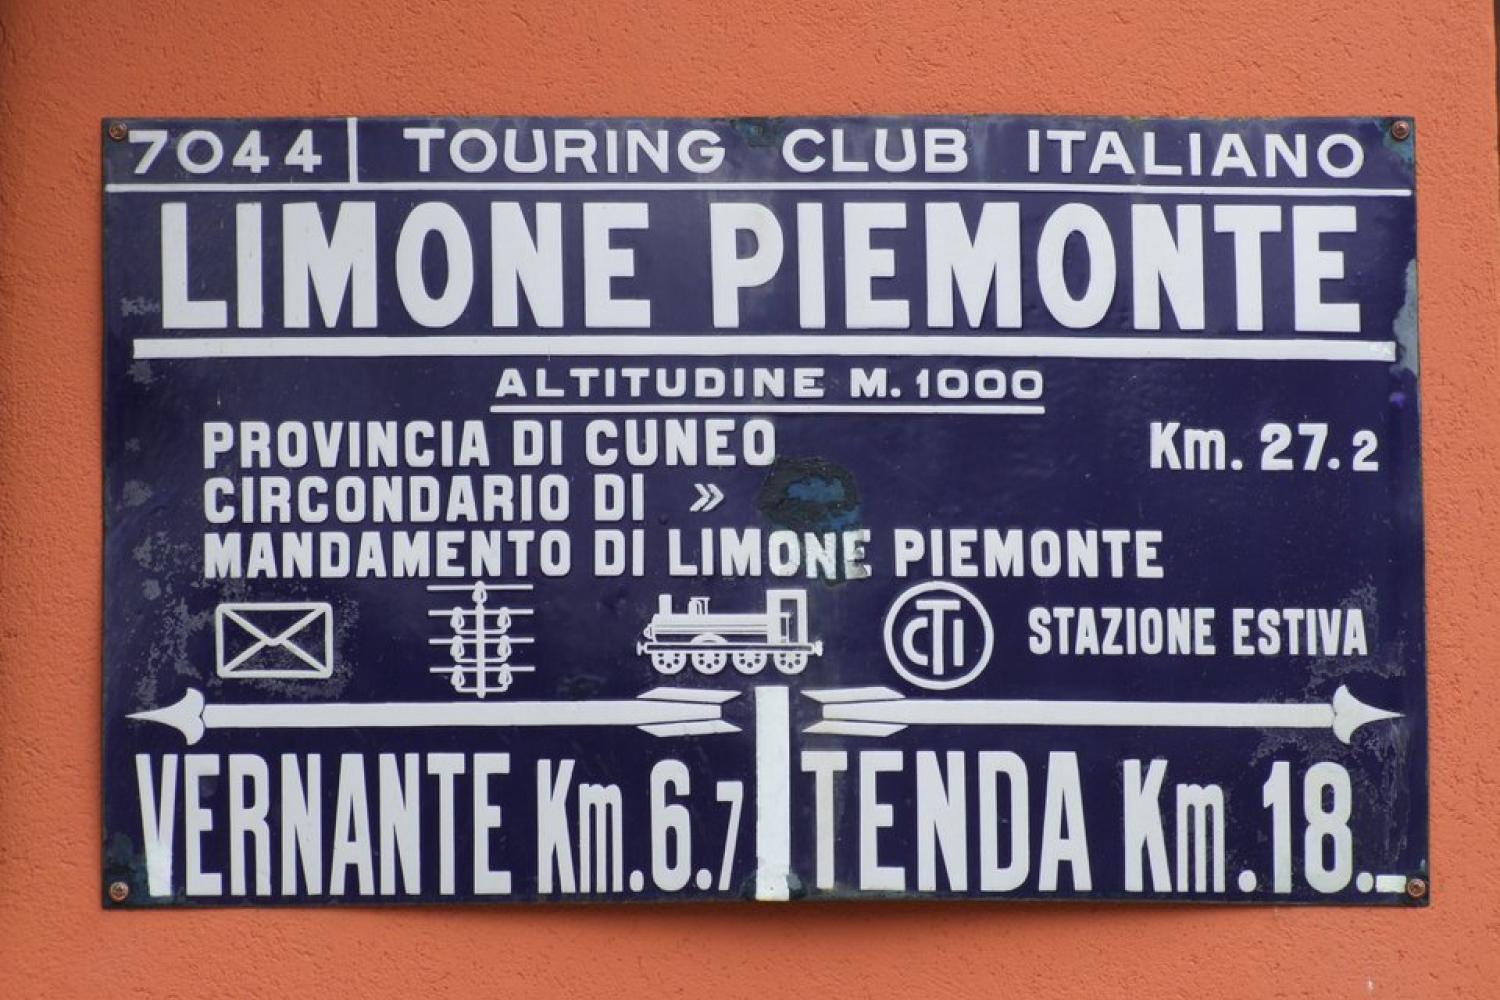 7044 TOURING CLUB ITALIANO
LIMONE PIEMONTE
ALTITUDINE M. 1000
PROVINCIA DI CUNEO Km. 27.2
CIRCONDARIO DI »
MANDAMENTO DI LIMONE PIEMONTE
CTI STAZIONE ESTIVA
VERNANTE Km. 6.7 TENDA Km. 18.-